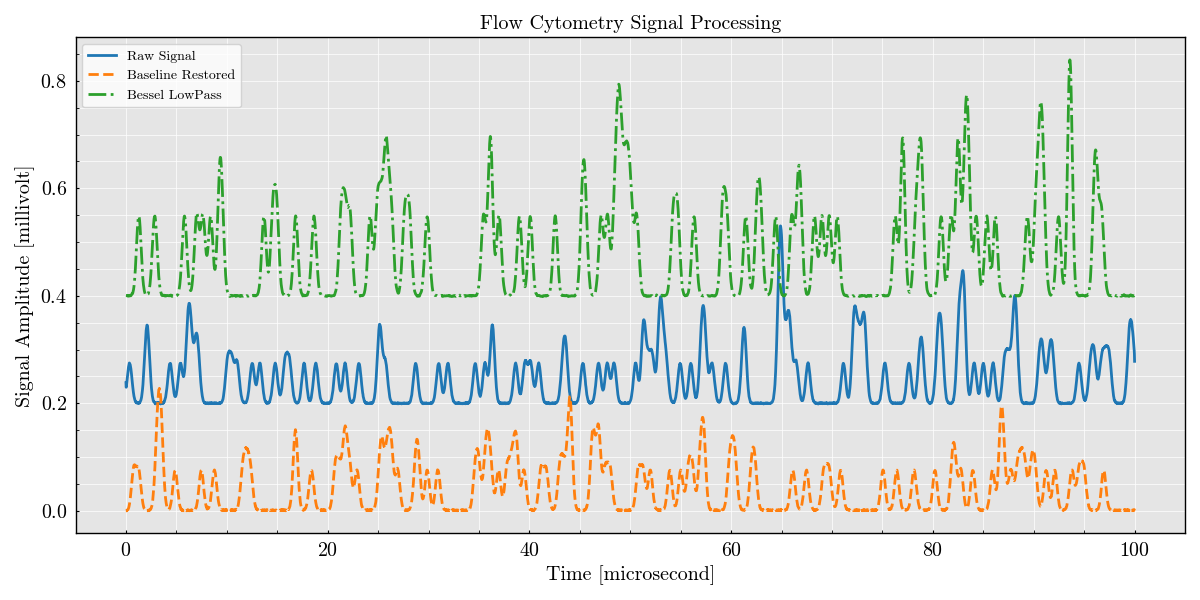 Flow Cytometry Signal Processing
Raw Signal
Baseline Restored
Bessel LowPass
Signal Amplitude [millivolt]
0.8
0.6
0.4
0.2
0.0
0 20 40 60 80 100
Time [microsecond]